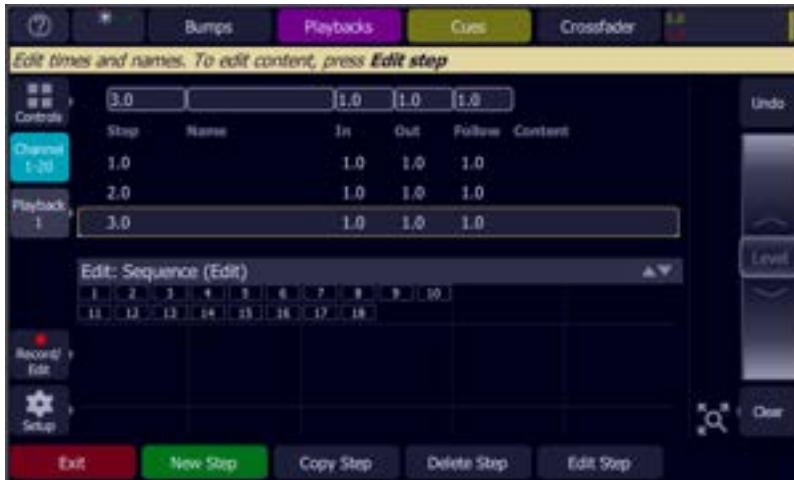 ?
*
Bumps
Playbacks
Cues
Crossfader
Edit times and names. To edit content, press Edit step
Controls
3.0 1.0 1.0 1.0
Undo
Step Name In Out Follow Content
Channel
1-20
1.0 1.0 1.0 1.0
2.0 1.0 1.0 1.0
Playback
1
3.0 1.0 1.0 1.0
Level
Edit: Sequence (Edit)
1 2 3 4 5 6 7 8 9 10
11 12 13 14 15 16 17 18
Record/
Edit
Setup
Clear
Exit
New Step
Copy Step
Delete Step
Edit Step